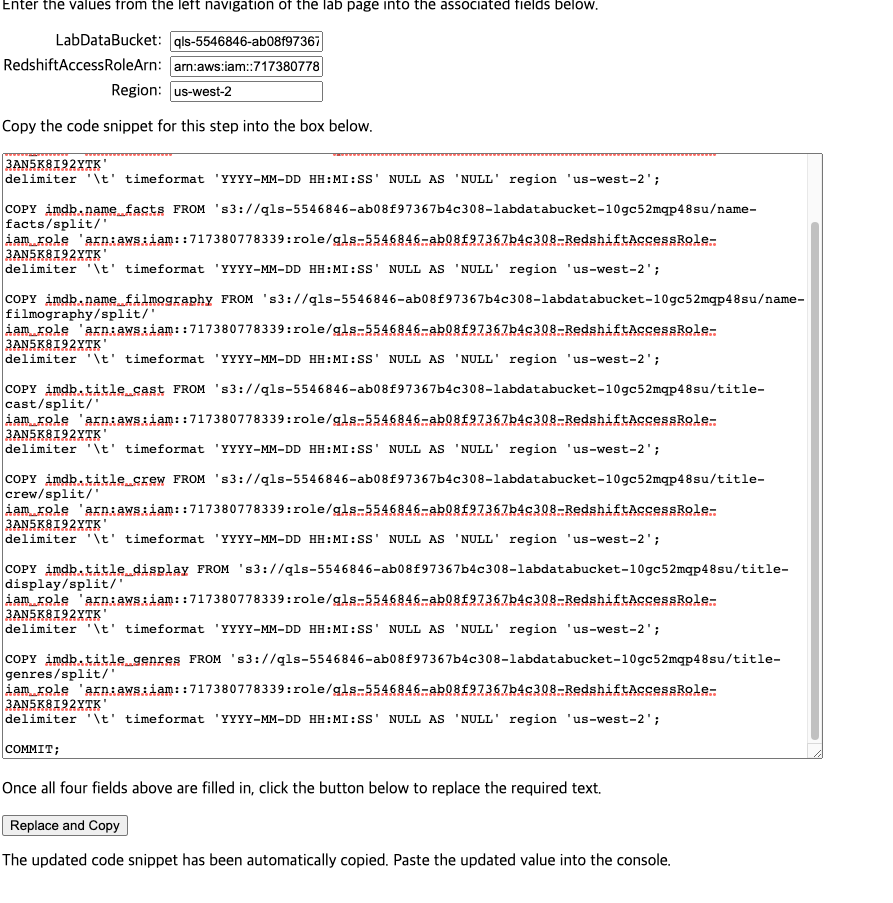 Enter the values from the left navigation of the lab page into the associated fields below.
LabDataBucket: qls-5546846-ab08f97367
RedshiftAccessRoleArn: arn:aws:iam::717380778
Region: us-west-2
Copy the code snippet for this step into the box below.
3AN5K8I92YTK'
delimiter '\t' timeformat 'YYYY-MM-DD HH:MI:SS' NULL AS 'NULL' region 'us-west-2';
COPY imdb.name_facts FROM 's3://qls-5546846-ab08f97367b4c308-labdatabucket-10gc52mqp48su/name-
facts/split/'
iam_role 'arn:aws:iam::717380778339:role/qls-5546846-ab08f97367b4c308-RedshiftAccessRole-
3AN5K8I92YTK'
delimiter '\t' timeformat 'YYYY-MM-DD HH:MI:SS' NULL AS 'NULL' region 'us-west-2';
COPY imdb.name_filmography FROM 's3://qls-5546846-ab08f97367b4c308-labdatabucket-10gc52mqp48su/name-
filmography/split/'
iam_role 'arn:aws:iam::717380778339:role/qls-5546846-ab08f97367b4c308-RedshiftAccessRole-
3AN5K8I92YTK'
delimiter '\t' timeformat 'YYYY-MM-DD HH:MI:SS' NULL AS 'NULL' region 'us-west-2';
COPY imdb.title_cast FROM 's3://qls-5546846-ab08f97367b4c308-labdatabucket-10gc52mqp48su/title-
cast/split/'
iam_role 'arn:aws:iam::717380778339:role/qls-5546846-ab08f97367b4c308-RedshiftAccessRole-
3AN5K8I92YTK'
delimiter '\t' timeformat 'YYYY-MM-DD HH:MI:SS' NULL AS 'NULL' region 'us-west-2';
COPY imdb.title_crew FROM 's3://qls-5546846-ab08f97367b4c308-labdatabucket-10gc52mqp48su/title-
crew/split/'
iam_role 'arn:aws:iam::717380778339:role/qls-5546846-ab08f97367b4c308-RedshiftAccessRole-
3AN5K8I92YTK'
delimiter '\t' timeformat 'YYYY-MM-DD HH:MI:SS' NULL AS 'NULL' region 'us-west-2';
COPY imdb.title_display FROM 's3://qls-5546846-ab08f97367b4c308-labdatabucket-10gc52mqp48su/title-
display/split/'
iam_role 'arn:aws:iam::717380778339:role/qls-5546846-ab08f97367b4c308-RedshiftAccessRole-
3AN5K8I92YTK'
delimiter '\t' timeformat 'YYYY-MM-DD HH:MI:SS' NULL AS 'NULL' region 'us-west-2';
COPY imdb.title_genres FROM 's3://qls-5546846-ab08f97367b4c308-labdatabucket-10gc52mqp48su/title-
genres/split/'
iam_role 'arn:aws:iam::717380778339:role/qls-5546846-ab08f97367b4c308-RedshiftAccessRole-
3AN5K8I92YTK'
delimiter '\t' timeformat 'YYYY-MM-DD HH:MI:SS' NULL AS 'NULL' region 'us-west-2';
COMMIT;
Once all four fields above are filled in, click the button below to replace the required text.
Replace and Copy
The updated code snippet has been automatically copied. Paste the updated value into the console.